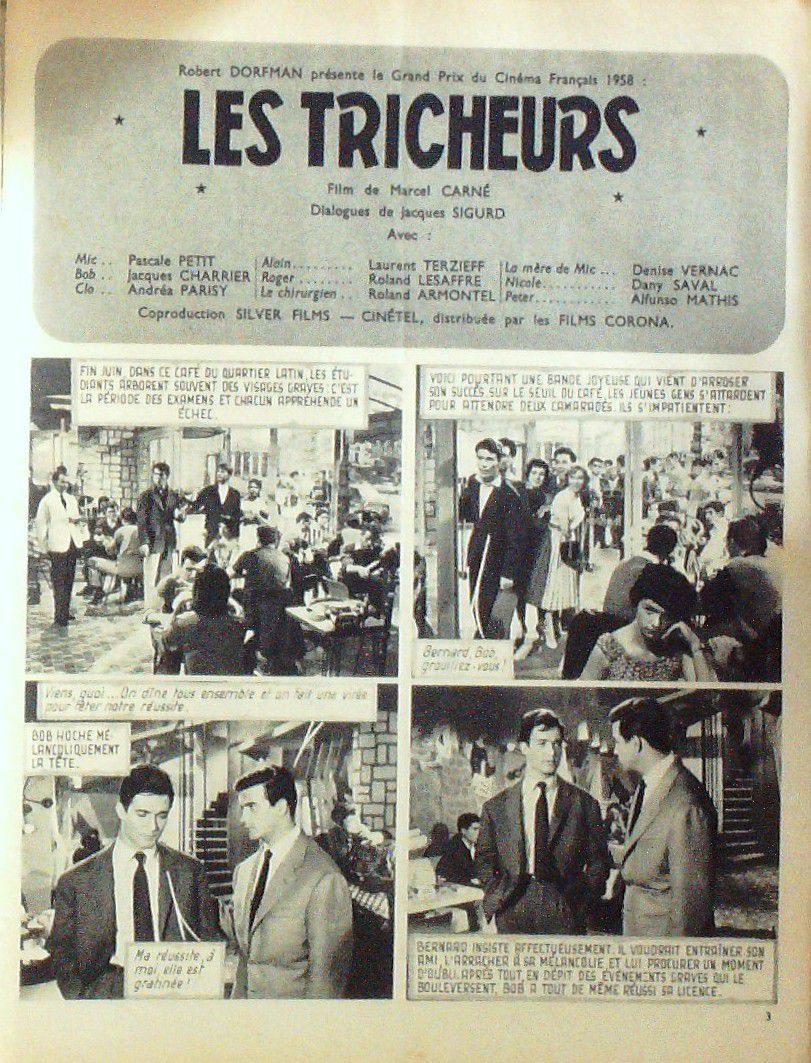 Robert DORFMAN présente le Grand Prix du Cinéma Français 1958 :
LES TRICHEURS
Film de Marcel CARNÉ
Dialogues de Jacques SIGURD
Avec :
Mic .. Pascale PETIT
Bob .. Jacques CHARRIER
Clo .. Andréa PARISY
Alain ......... Laurent TERZIEFF
Roger ......... Roland LESAFFRE
Le chirurgien .. Roland ARMONTEL
La mère de Mic ... Denise VERNAC
Nicole ........... Dany SAVAL
Peter ............ Alfunso MATHIS
Coproduction SILVER FILMS — CINÉTEL, distribuée par les FILMS CORONA.
FIN JUIN, DANS CE CAFÉ DU QUARTIER LATIN, LES ÉTU-
DIANTS ARBORENT SOUVENT DES VISAGES GRAVES : C'EST
LA PÉRIODE DES EXAMENS ET CHACUN APPRÉHENDE UN
ÉCHEC.
VOICI POURTANT UNE BANDE JOYEUSE QUI VIENT D'ARROSER
SON SUCCÈS. SUR LE SEUIL DU CAFÉ, LES JEUNES GENS S'ATTARDENT
POUR ATTENDRE DEUX CAMARADES. ILS S'IMPATIENTENT :
Bernard, Bob,
grouillez-vous !
Viens, quoi ... On dîne tous ensemble et on fait une virée
pour fêter notre réussite.
BOB HOCHE MÉ-
LANCOLIQUEMENT
LA TÊTE.
Ma réussite, à
moi, elle est
gratinée !
BERNARD INSISTE AFFECTUEUSEMENT. IL VOUDRAIT ENTRAÎNER SON
AMI, L'ARRACHER À SA MÉLANCOLIE ET LUI PROCURER UN MOMENT
D'OUBLI. APRÈS TOUT, EN DÉPIT DES ÉVÉNEMENTS GRAVES QUI LE
BOULEVERSENT, BOB A TOUT DE MÊME RÉUSSI SA LICENCE.
3